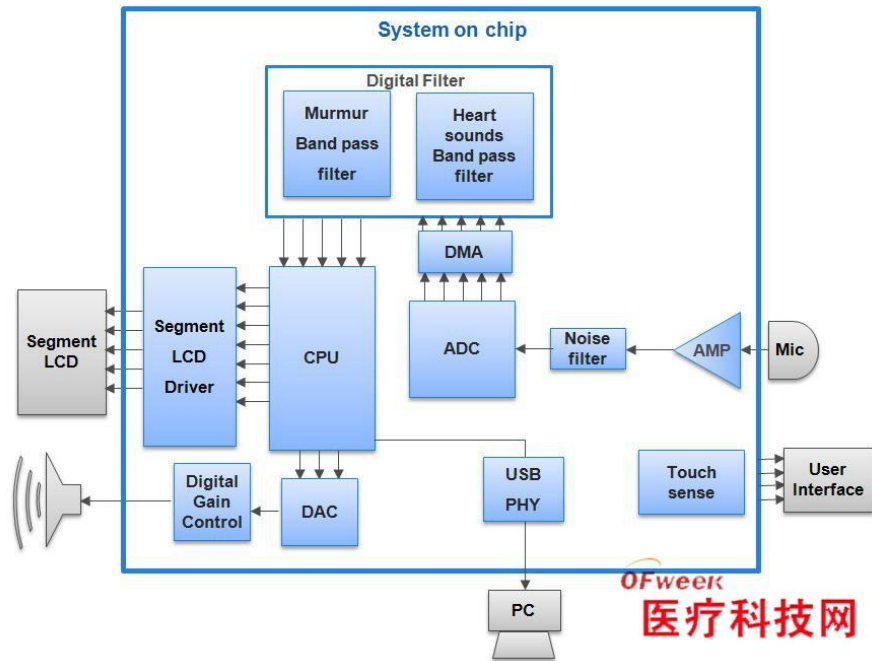 System on chip
Digital Filter
Murmur
Band pass
filter
Heart
sounds
Band pass
filter
DMA
Segment
LCD
Segment
LCD
Driver
CPU
ADC
Noise
filter
AMP
Mic
Digital
Gain
Control
DAC
USB
PHY
Touch
sense
User
Interface
PC
OFweek
医疗科技网